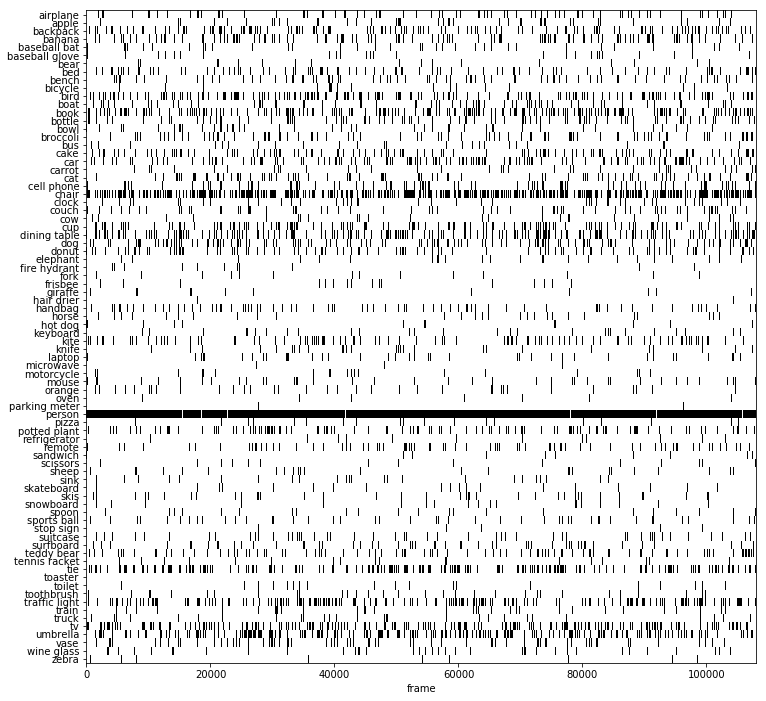 airplane
apple
backpack
banana
baseball bat
baseball glove
bear
bed
bench
bicycle
bird
boat
book
bottle
bowl
broccoli
bus
cake
car
carrot
cat
cell phone
chair
clock
couch
cow
cup
dining table
dog
donut
elephant
fire hydrant
fork
frisbee
giraffe
hair drier
handbag
horse
hot dog
keyboard
kite
knife
laptop
microwave
motorcycle
mouse
orange
oven
parking meter
person
pizza
potted plant
refrigerator
remote
sandwich
scissors
sheep
sink
skateboard
skis
snowboard
spoon
sports ball
stop sign
suitcase
surfboard
teddy bear
tennis racket
tie
toaster
toilet
toothbrush
traffic light
train
truck
tv
umbrella
vase
wine glass
zebra
0 20000 40000 60000 80000 100000
frame